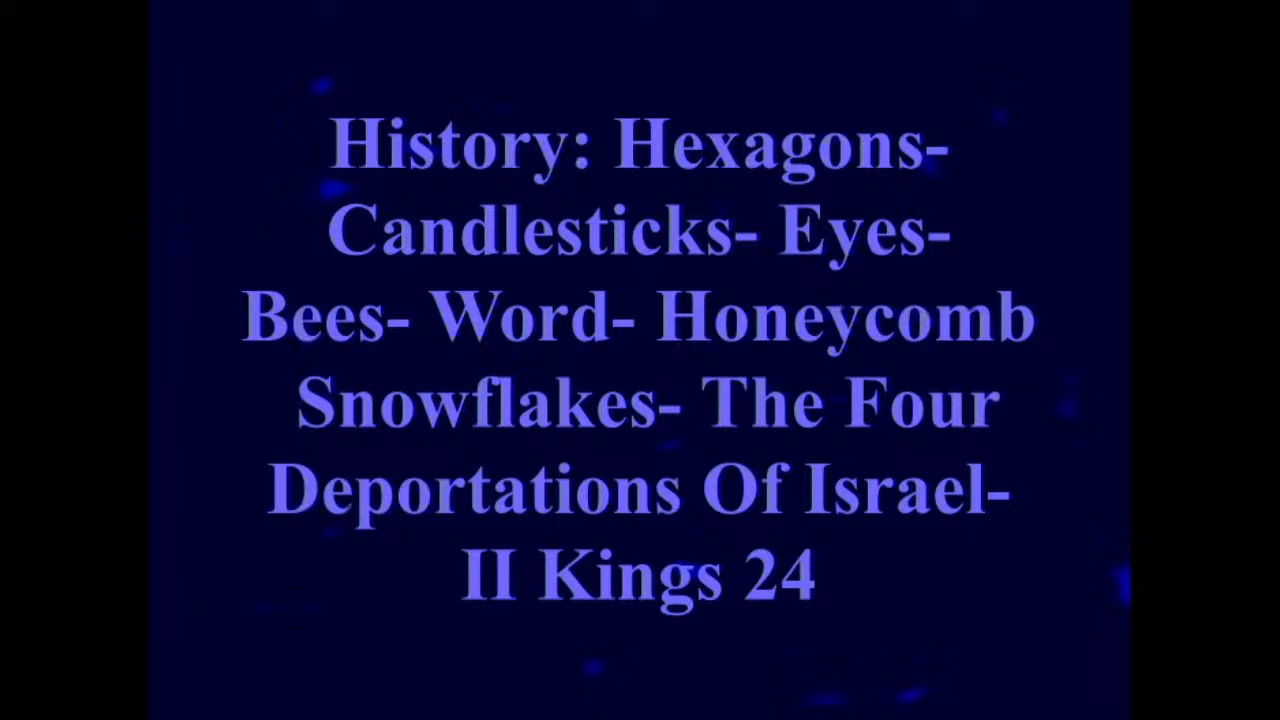 History: Hexagons-
Candlesticks- Eyes-
Bees- Word- Honeycomb
Snowflakes- The Four
Deportations Of Israel-
II Kings 24